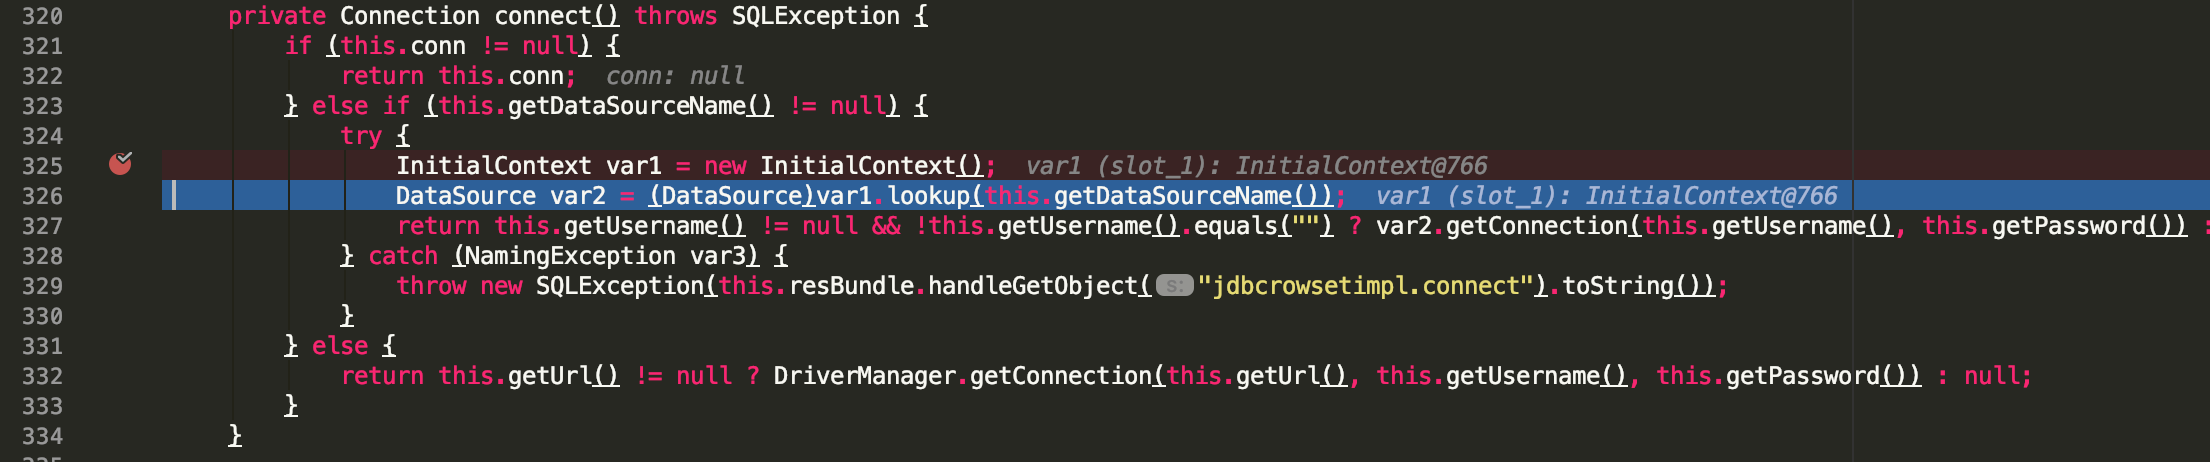 320 private Connection connect() throws SQLException {
321 if (this.conn != null) {
322 return this.conn; conn: null
323 } else if (this.getDataSourceName() != null) {
324 try {
325 InitialContext var1 = new InitialContext(); var1 (slot_1): InitialContext@766
326 DataSource var2 = (DataSource)var1.lookup(this.getDataSourceName()); var1 (slot_1): InitialContext@766
327 return this.getUsername() != null && !this.getUsername().equals("") ? var2.getConnection(this.getUsername(), this.getPassword()) :
328 } catch (NamingException var3) {
329 throw new SQLException(this.resBundle.handleGetObject( s: "jdbcrowsetimpl.connect").toString());
330 }
331 } else {
332 return this.getUrl() != null ? DriverManager.getConnection(this.getUrl(), this.getUsername(), this.getPassword()) : null;
333 }
334 }